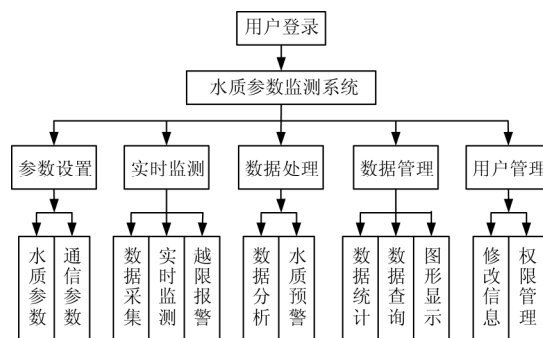 用户登录
水质参数监测系统
参数设置
实时监测
数据处理
数据管理
用户管理
水质参数
通信参数
数据采集
实时监测
越限报警
数据分析
水质预警
数据统计
数据查询
图形显示
修改信息
权限管理